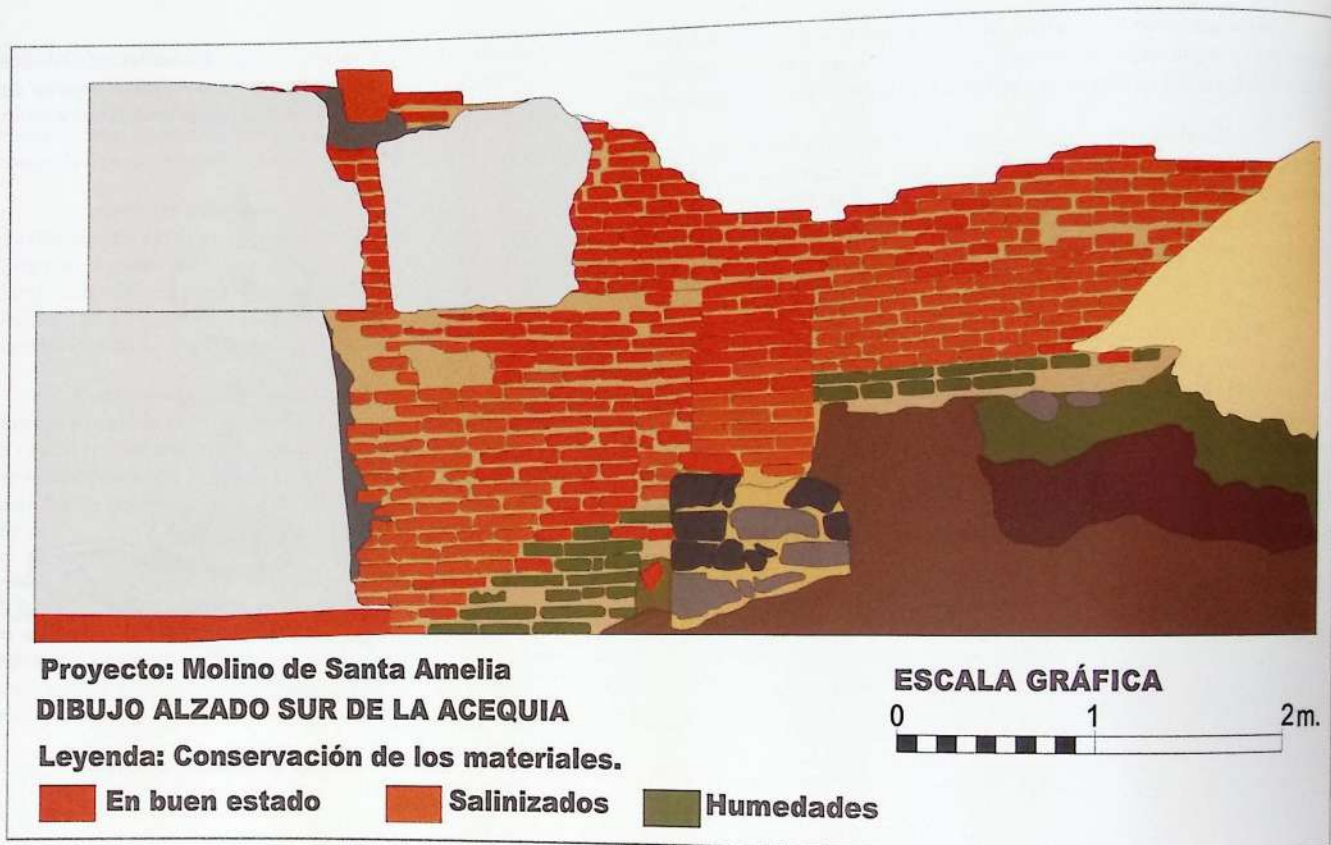 Proyecto: Molino de Santa Amelia
DIBUJO ALZADO SUR DE LA ACEQUIA
Leyenda: Conservación de los materiales.
En buen estado Salinizados Humedades
ESCALA GRÁFICA
0 1 2 m.